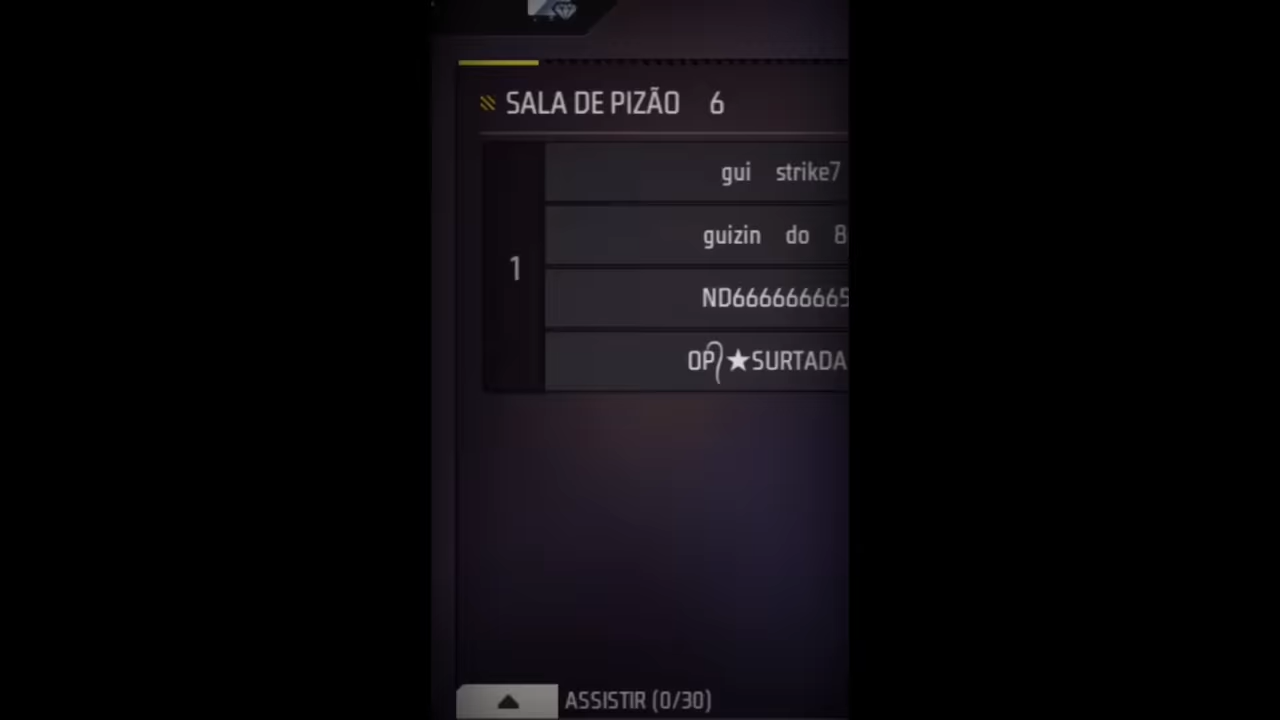 SALA DE PIZÃO 6
gui strike7
guizin do 8
1
ND666666665
OP᭄★SURTADA
ASSISTIR (0/30)